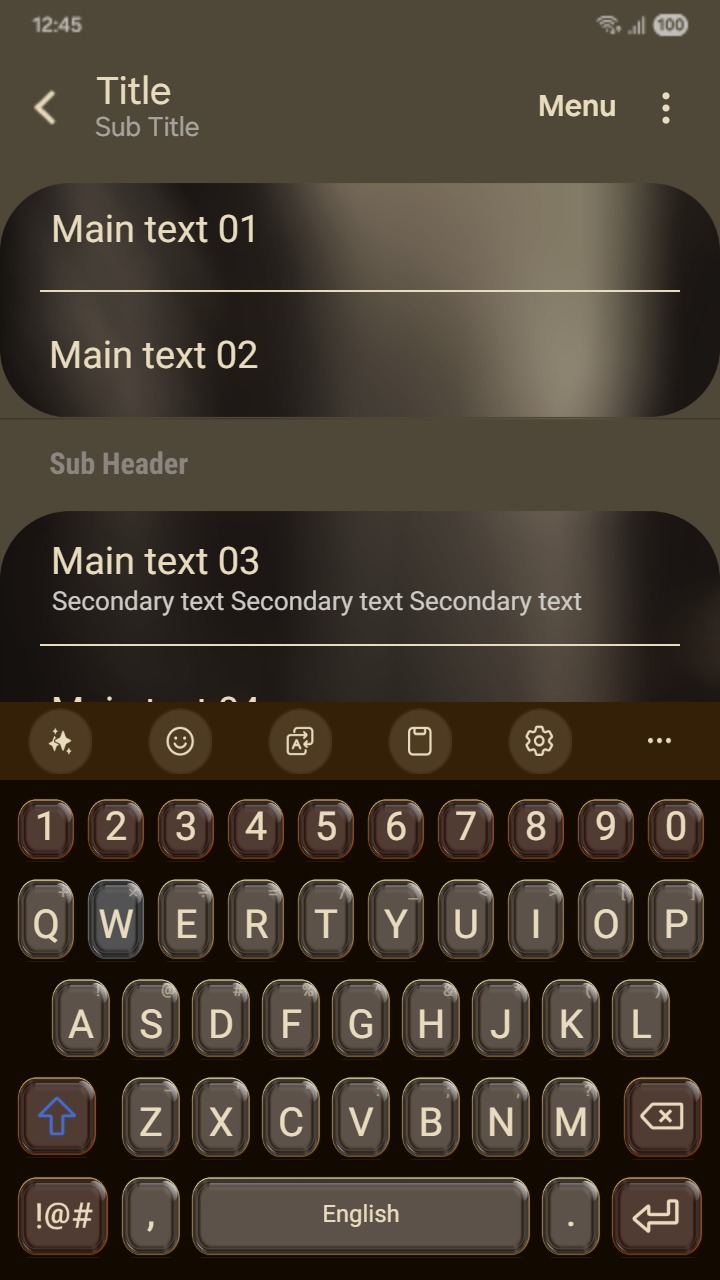 12:45
100
Title
Sub Title
Menu
Main text 01
Main text 02
Sub Header
Main text 03
Secondary text Secondary text Secondary text
1 2 3 4 5 6 7 8 9 0
Q W E R T Y U I O P
A S D F G H J K L
Z X C V B N M
!@# , English .